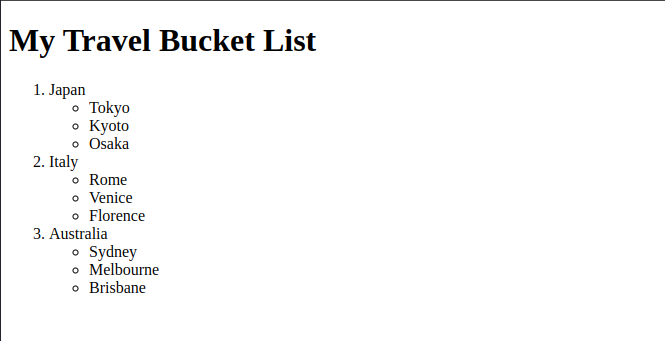 My Travel Bucket List
1. Japan
◦ Tokyo
◦ Kyoto
◦ Osaka
2. Italy
◦ Rome
◦ Venice
◦ Florence
3. Australia
◦ Sydney
◦ Melbourne
◦ Brisbane